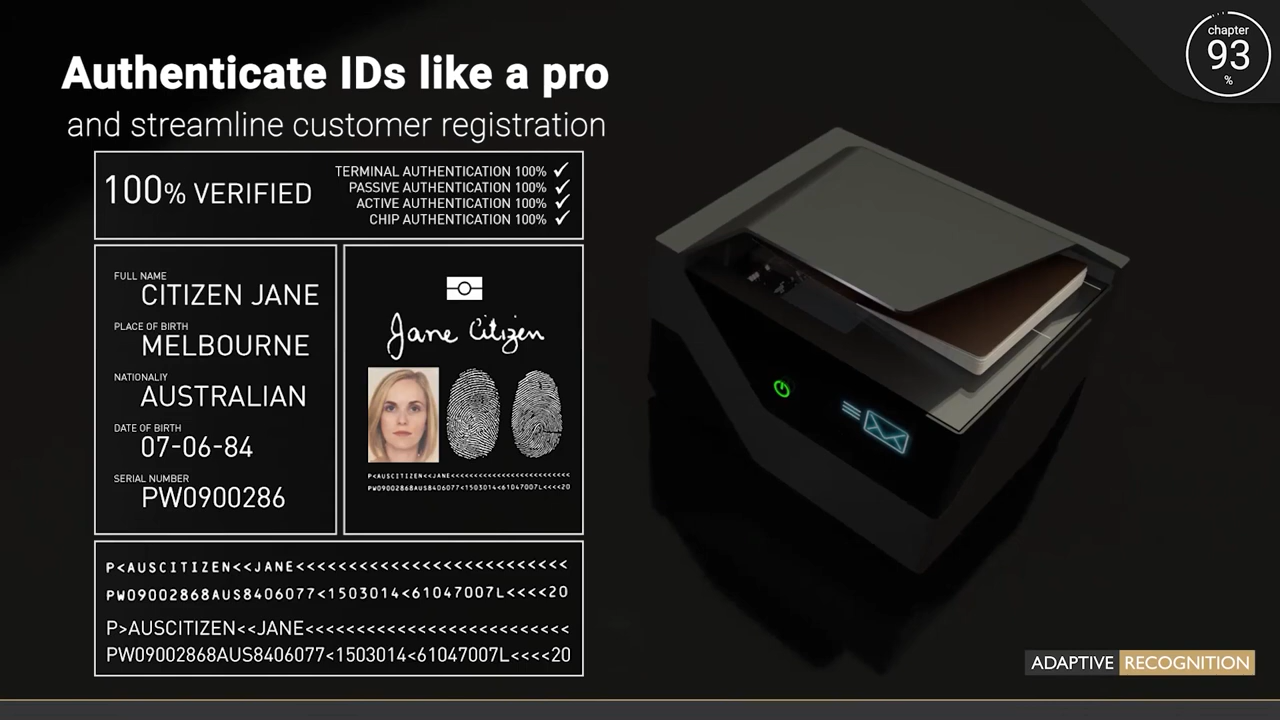 Authenticate IDs like a pro
and streamline customer registration
chapter
93
%
100% VERIFIED
TERMINAL AUTHENTICATION 100% ✓
PASSIVE AUTHENTICATION 100% ✓
ACTIVE AUTHENTICATION 100% ✓
CHIP AUTHENTICATION 100% ✓
FULL NAME
CITIZEN JANE
PLACE OF BIRTH
MELBOURNE
NATIONALIY
AUSTRALIAN
DATE OF BIRTH
07-06-84
SERIAL NUMBER
PW0900286
Jane Citizen
P<AUSCITIZEN<<JANE<<<<<<<<<<<<<<<<<<<<<<<<<<
PW09002868AUS8406077<1503014<61047007L<<<<20
P<AUSCITIZEN<<JANE<<<<<<<<<<<<<<<<<<<<<<<<<<
PW09002868AUS8406077<1503014<61047007L<<<<20
P>AUSCITIZEN<<JANE<<<<<<<<<<<<<<<<<<<<<<<<<<
PW09002868AUS8406077<1503014<61047007L<<<<20
ADAPTIVE RECOGNITION